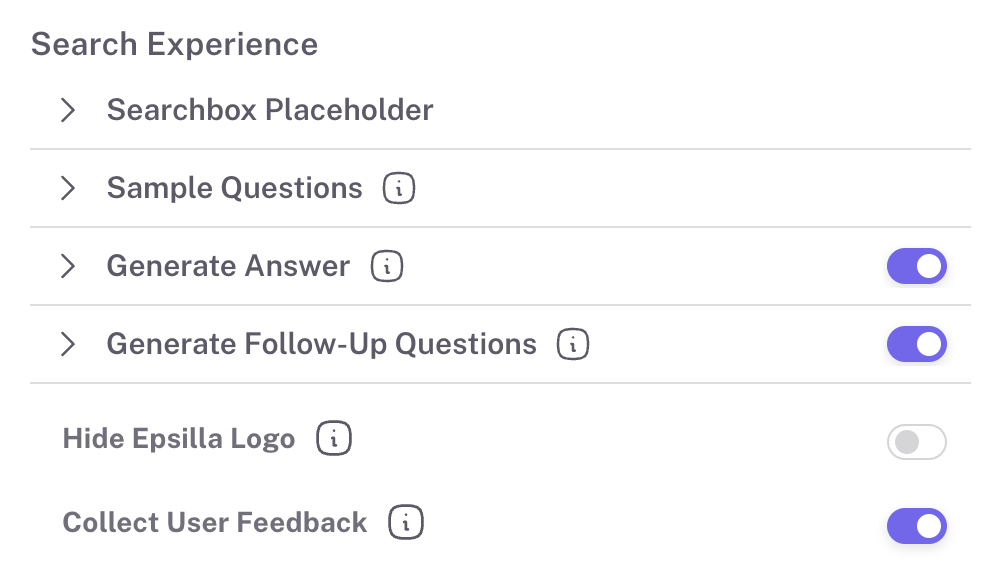 Search Experience
Searchbox Placeholder
Sample Questions
Generate Answer
Generate Follow-Up Questions
Hide Epsilla Logo
Collect User Feedback